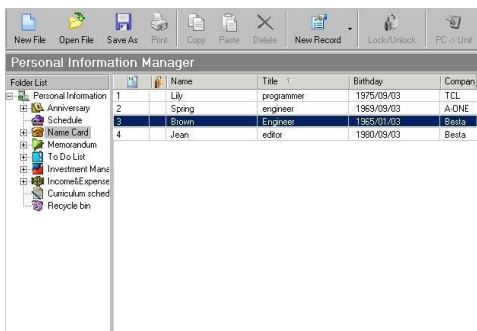 New File Open File Save As Print Copy Paste Delete New Record Lock/Unlock PC -> Unit
Personal Information Manager
Folder List Name Title Birthday Compan
Personal Information 1 Lily programmer 1975/09/03 TCL
Anniversary 2 Spring engineer 1969/09/03 A-ONE
Schedule 3 Brown Engineer 1965/01/03 Besta
Name Card 4 Jean editor 1980/09/03 Besta
Memorandum
To Do List
Investment Mana
Income&Expense
Curiculum sched
Recycle bin